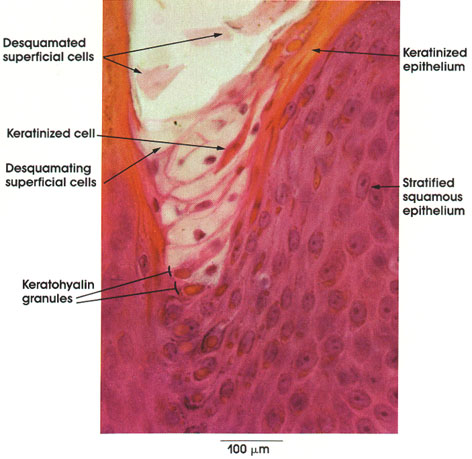 Desquamated
superficial cells
Keratinized cell
Desquamating
superficial cells
Keratohyalin
granules
Keratinized
epithelium
Stratified
squamous
epithelium
100 µm